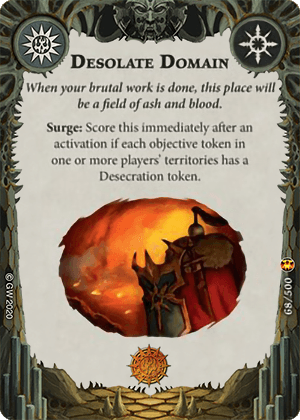 Desolate Domain
When your brutal work is done, this place will
be a field of ash and blood.
Surge: Score this immediately after an
activation if each objective token in
one or more players' territories has a
Desecration token.
© GW 2020
68/500